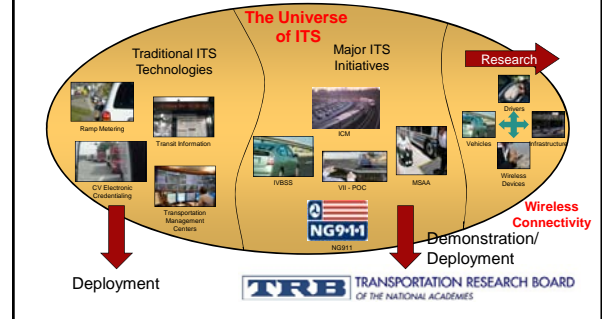 The Universe
of ITS
Traditional ITS
Technologies
Major ITS
Initiatives
Research
Ramp Metering
Transit Information
CV Electronic
Credentialing
Transportation
Management
Centers
ICM
IVBSS
VII - POC
MSAA
NG9-1-1
NG911
Drivers
Vehicles
Infrastructure
Wireless
Devices
Wireless
Connectivity
Deployment
Demonstration/
Deployment
TRB TRANSPORTATION RESEARCH BOARD
OF THE NATIONAL ACADEMIES